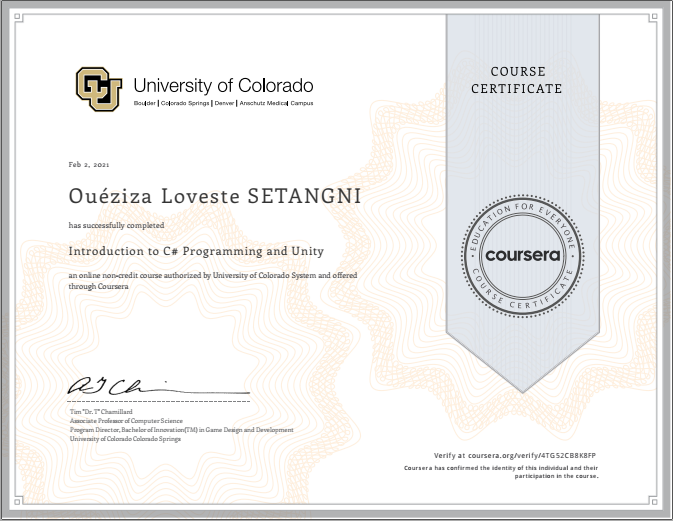 CU
University of Colorado
Boulder | Colorado Springs | Denver | Anschutz Medical Campus
COURSE
CERTIFICATE
Feb 2, 2021
Ouéziza Loveste SETANGNI
has successfully completed
Introduction to C# Programming and Unity
an online non-credit course authorized by University of Colorado System and offered
through Coursera
EDUCATION FOR EVERYONE
coursera
COURSE CERTIFICATE
Tim "Dr. T" Chamillard
Associate Professor of Computer Science
Program Director, Bachelor of Innovation(TM) in Game Design and Development
University of Colorado Colorado Springs
Verify at coursera.org/verify/4TG52CB8K8FP
Coursera has confirmed the identity of this individual and their
participation in the course.